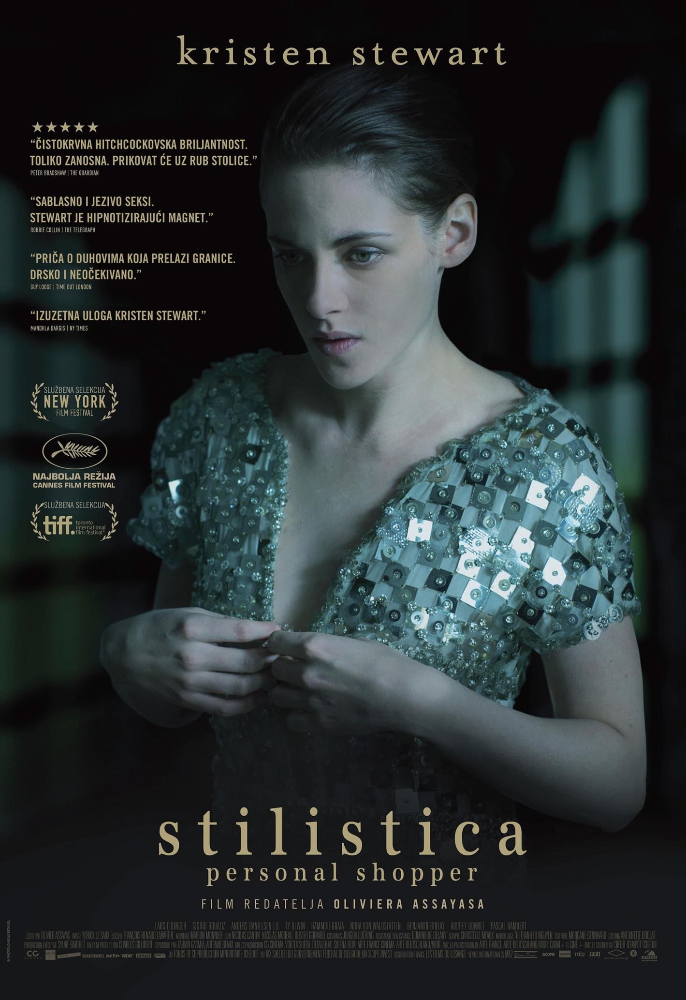 kristen stewart
★★★★★
“ČISTOKRVNA HITCHCOCKOVSKA BRILJANTNOST.
TOLIKO ZANOSNA. PRIKOVAT ĆE UZ RUB STOLICE.”
PETER BRADSHAW | THE GUARDIAN
“SABLASNO I JEZIVO SEKSI.
STEWART JE HIPNOTIZIRAJUĆI MAGNET.”
ROBBIE COLLIN | THE TELEGRAPH
“PRIČA O DUHOVIMA KOJA PRELAZI GRANICE.
DRSKO I NEOČEKIVANO.”
GUY LODGE | TIME OUT LONDON
“IZUZETNA ULOGA KRISTEN STEWART.”
MANOHLA DARGIS | NY TIMES
SLUŽBENA SELEKCIJA
NEW YORK
FILM FESTIVAL
NAJBOLJA REŽIJA
CANNES FILM FESTIVAL
SLUŽBENA SELEKCIJA
tiff. toronto
international
film festival®
stilistica
personal shopper
FILM REDATELJA OLIVIERA ASSAYASA
LARS EIDINGER SIGRID BOUAZIZ ANDERS DANIELSEN LIE TY OLWIN HAMMOU GRAÏA NORA VON WALDSTÄTTEN BENJAMIN BIOLAY AUDREY BONNET PASCAL RAMBERT
ÉCRIT PAR OLIVIER ASSAYAS IMAGE YORICK LE SAUX DÉCORS FRANÇOIS-RENAUD LABARTHE MONTAGE MARION MONNIER SON NICOLAS CANTIN NICOLAS MOREAU OLIVIER GOINARD COSTUMES JÜRGEN DOERING ASSISTANTE RÉALISATRICE DOMINIQUE DELANY SCRIPTE CHRISTELLE MEAUX MAQUILLAGE THI THANH TU NGUYEN COIFFURE MORGANE BERNHARD CASTING ANTOINETTE BOULAT
PRODUCTION EXÉCUTIVE SYLVIE BARTHET UN FILM PRODUIT PAR CHARLES GILLIBERT COPRODUIT PAR FABIAN GASMIA, ARTEMIO BENKI UNE COPRODUCTION CG CINÉMA VORTEX SUTRA DETAILFILM SIRENA FILM ARTE FRANCE CINÉMA ARTE DEUTSCHLAND/WDR AVEC LA PARTICIPATION DE ARTE FRANCE ARTE DEUTSCHLAND/WDR CANAL+ ET CINÉ + AVEC LE SOUTIEN DU CRÉDIT D'IMPÔT TCHÈQUE
CG CINÉMA DETAILFILM arte WDR CANAL+ CINÉ+ DU FONDS DE COPRODUCTION MINORITAIRE TCHÈQUE DU TAX SHELTER DU GOUVERNEMENT FÉDÉRAL DE BELGIQUE VIA SCOPE INVEST DISTRIBUTION FRANCE LES FILMS DU LOSANGE VENTES INTERNATIONALES MK2 SCOPE mk2 TF1 les films du losange 16 DISCOVERY
© PHOTO: CAROLE BETHUEL